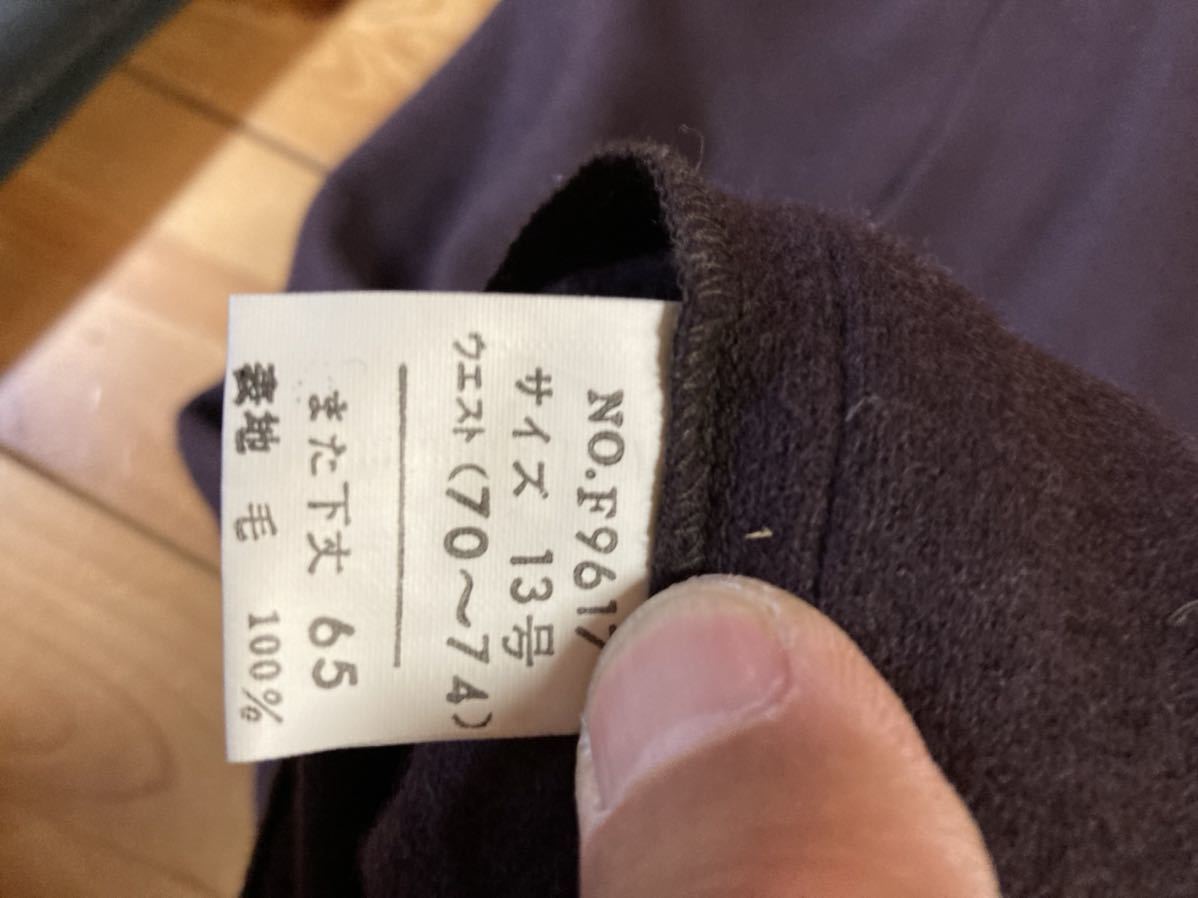 NO.F9617
サイズ 13号
ウエスト(70〜74)
また下丈 65
表地 毛 100%